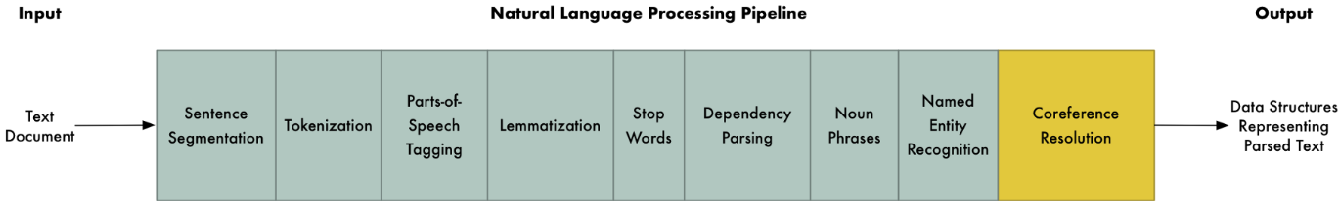 Input
Natural Language Processing Pipeline
Output
Text
Document
Sentence
Segmentation
Tokenization
Parts-of-
Speech
Tagging
Lemmatization
Stop
Words
Dependency
Parsing
Noun
Phrases
Named
Entity
Recognition
Coreference
Resolution
Data Structures
Representing
Parsed Text